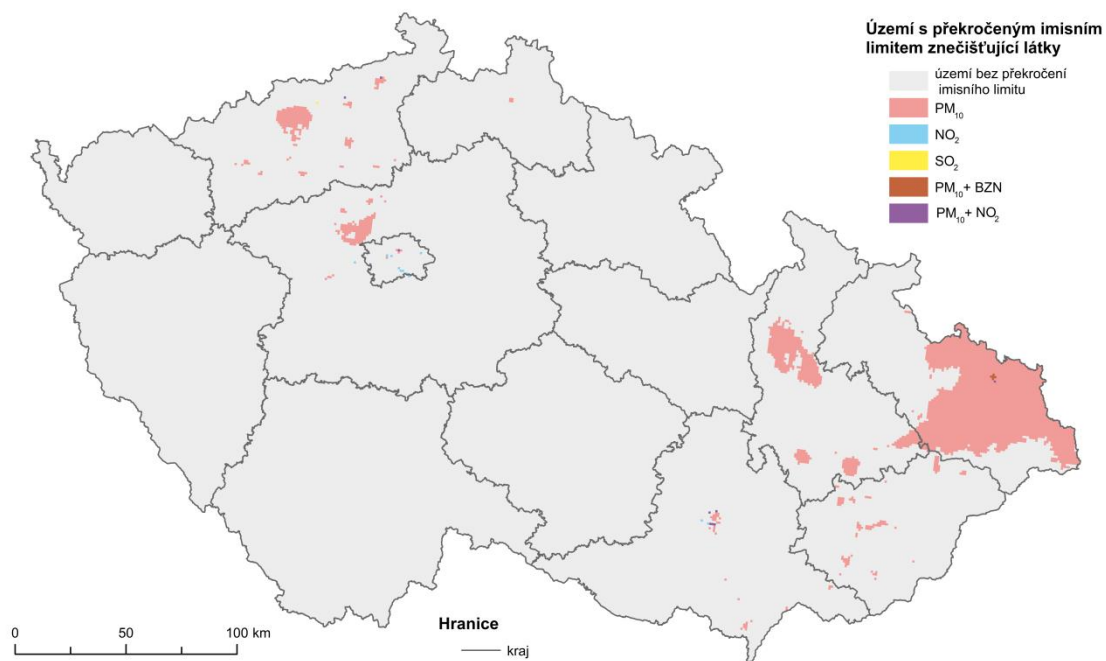 Území s překročeným imisním
limitem znečišťující látky
území bez překročení
imisního limitu
PM₁₀
NO₂
SO₂
PM₁₀+ BZN
PM₁₀+ NO₂
0 50 100 km
Hranice
kraj